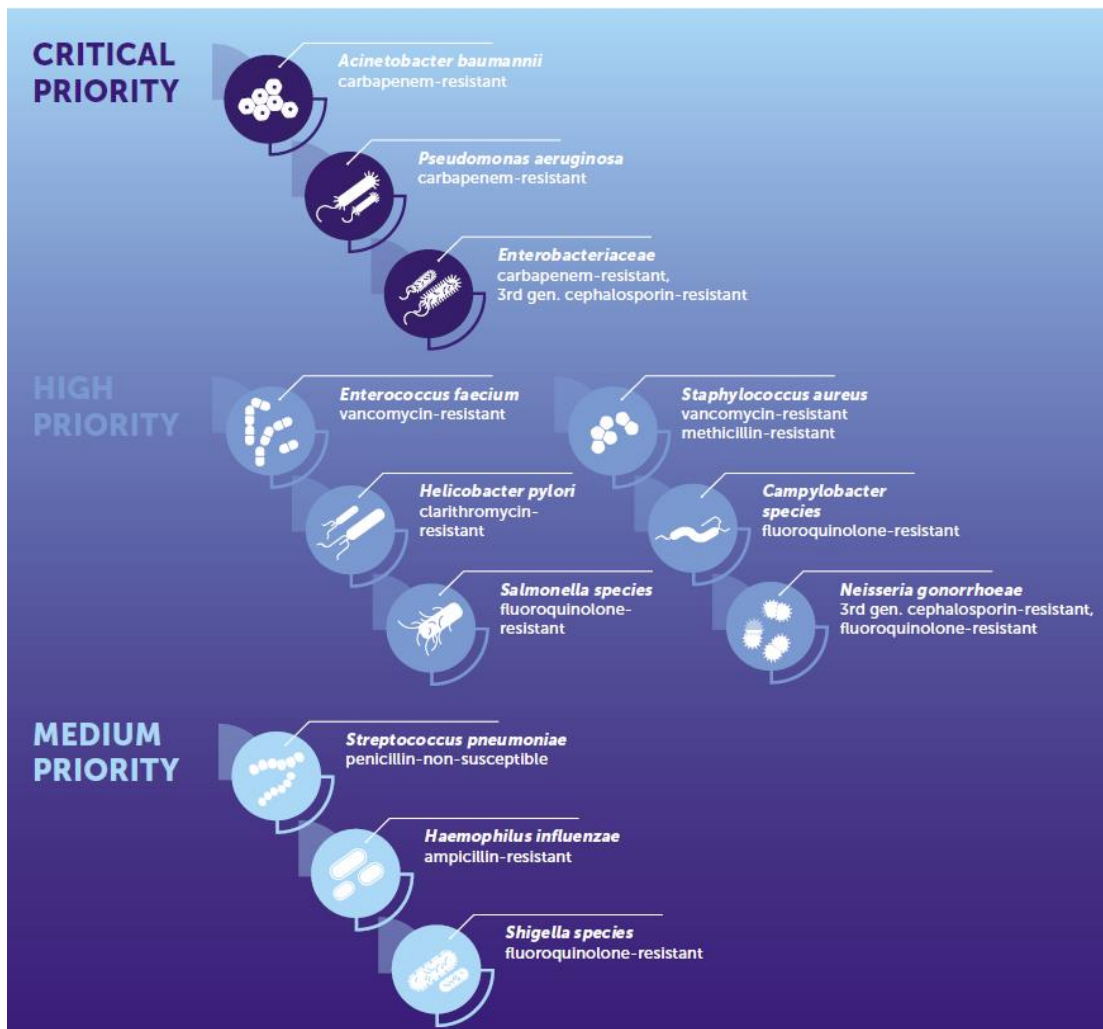 CRITICAL
PRIORITY
Acinetobacter baumannii
carbapenem-resistant
Pseudomonas aeruginosa
carbapenem-resistant
Enterobacteriaceae
carbapenem-resistant,
3rd gen. cephalosporin-resistant
HIGH
PRIORITY
Enterococcus faecium
vancomycin-resistant
Helicobacter pylori
clarithromycin-
resistant
Salmonella species
fluoroquinolone-
resistant
Staphylococcus aureus
vancomycin-resistant
methicillin-resistant
Campylobacter
species
fluoroquinolone-resistant
Neisseria gonorrhoeae
3rd gen. cephalosporin-resistant,
fluoroquinolone-resistant
MEDIUM
PRIORITY
Streptococcus pneumoniae
penicillin-non-susceptible
Haemophilus influenzae
ampicillin-resistant
Shigella species
fluoroquinolone-resistant